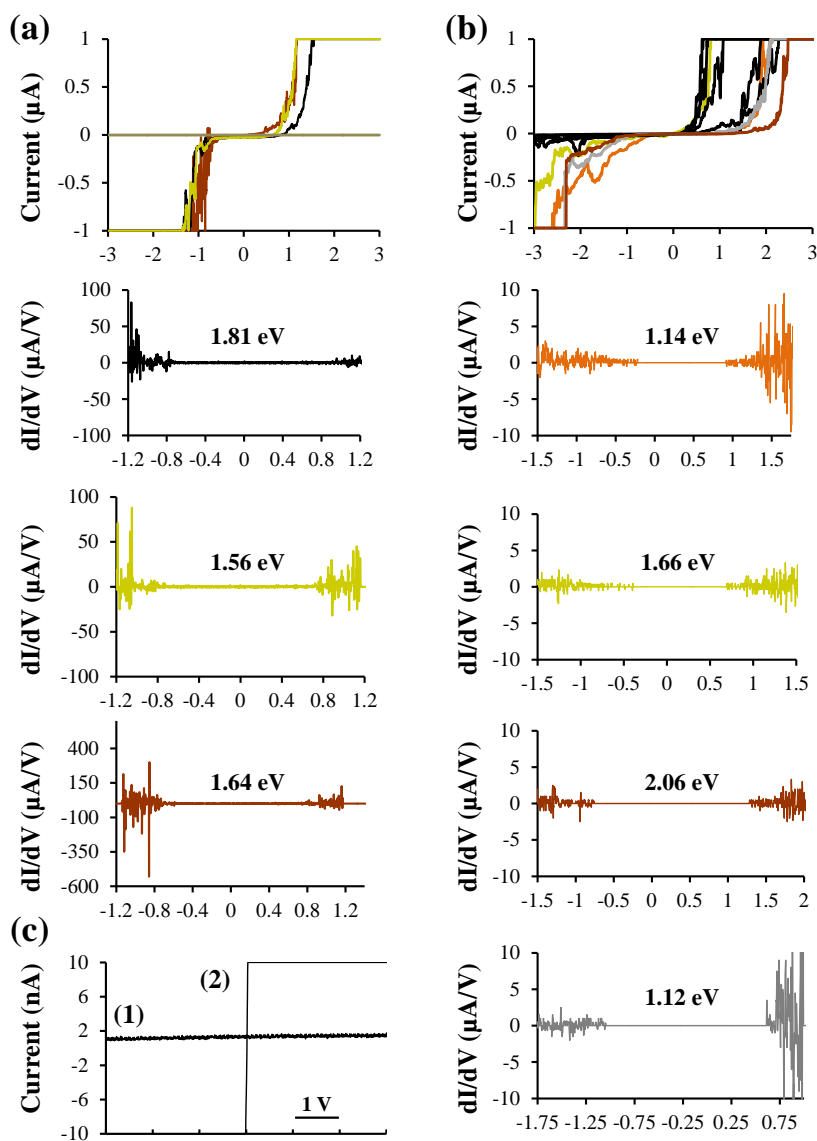 (a)
Current (µA)
1
0.5
0
-0.5
-1
-3 -2 -1 0 1 2 3
(b)
Current (µA)
1
0.5
0
-0.5
-1
-3 -2 -1 0 1 2 3
dI/dV (µA/V)
100
50
0
-50
-100
1.81 eV
-1.2 -0.8 -0.4 0 0.4 0.8 1.2
dI/dV (µA/V)
10
5
0
-5
-10
1.14 eV
-1.5 -1 -0.5 0 0.5 1 1.5
dI/dV (µA/V)
100
50
0
-50
-100
1.56 eV
-1.2 -0.8 -0.4 0 0.4 0.8 1.2
dI/dV (µA/V)
10
5
0
-5
-10
1.66 eV
-1.5 -1 -0.5 0 0.5 1 1.5
dI/dV (µA/V)
400
150
-100
-350
-600
1.64 eV
-1.2 -0.8 -0.4 0 0.4 0.8 1.2
dI/dV (µA/V)
10
5
0
-5
-10
2.06 eV
-1.5 -1 -0.5 0 0.5 1 1.5 2
(c)
Current (nA)
10
6
2
-2
-6
-10
(1)
(2)
1 V
dI/dV (µA/V)
10
5
0
-5
-10
1.12 eV
-1.75 -1.25 -0.75 -0.25 0.25 0.75